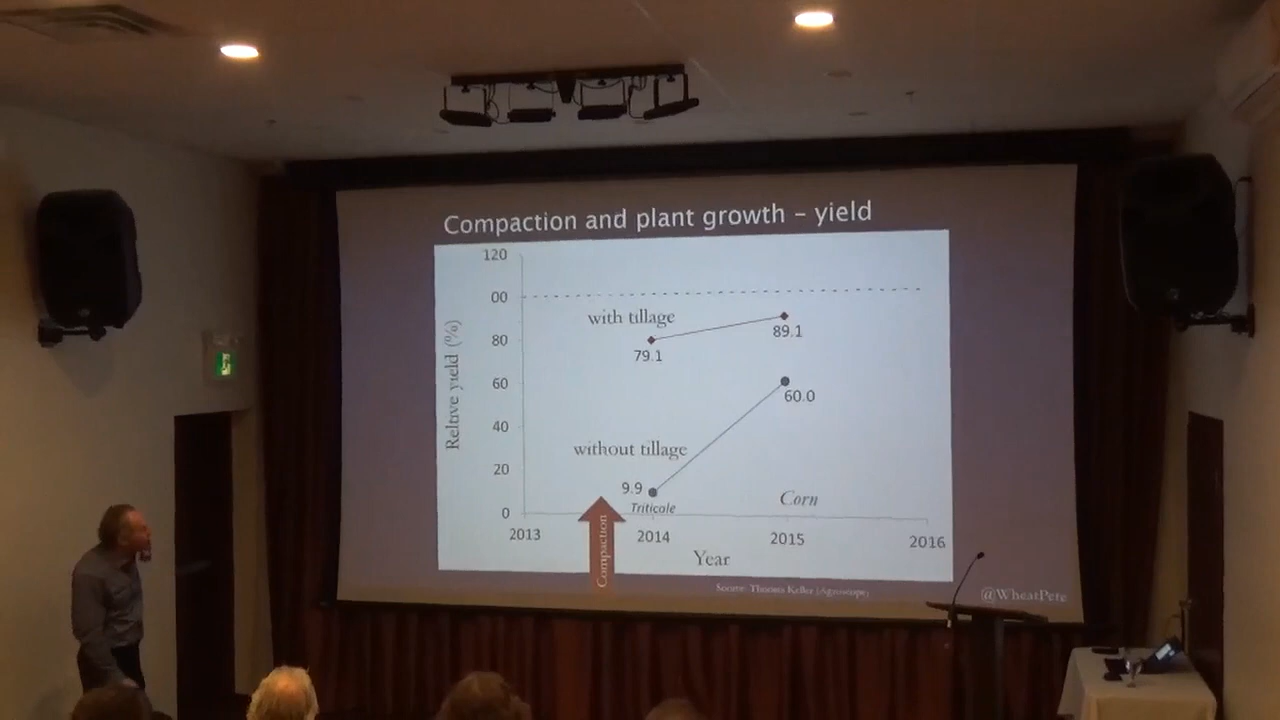 Compaction and plant growth – yield
120
00
80
60
40
20
0
Reltive yield (%)
with tillage
79.1
89.1
60.0
without tillage
9.9
Triticole
Corn
Compaction
2013
2014
2015
2016
Year
Source: Thomas Keller (Agroscope)
@WheatPete